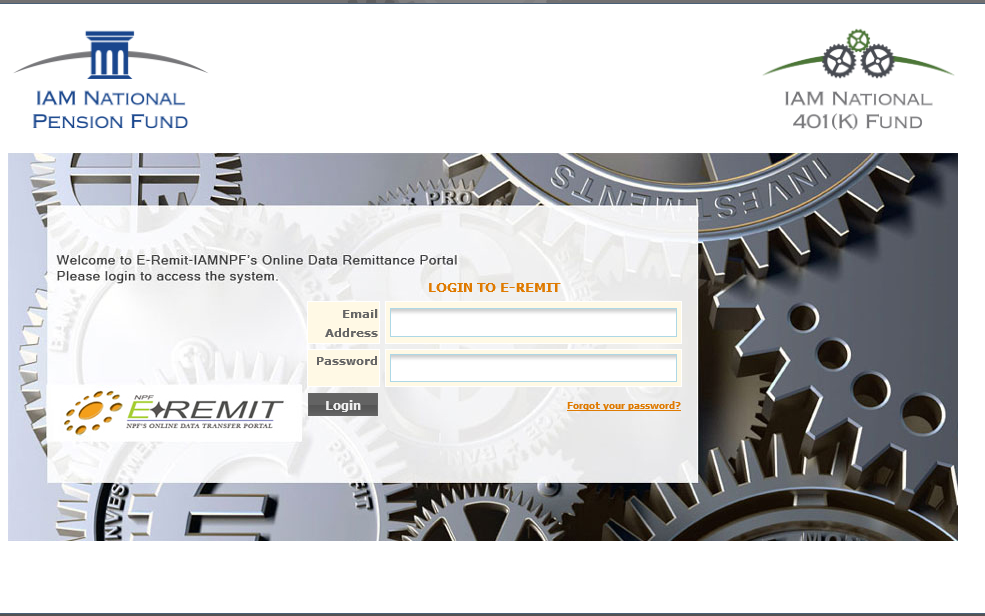 IAM NATIONAL
PENSION FUND
IAM NATIONAL
401(K) FUND
INVESTMENTS
PRO
Welcome to E-Remit-IAMNPF's Online Data Remittance Portal
Please login to access the system.
LOGIN TO E-REMIT
Email
Address
Password
Login
Forgot your password?
NPF
E-REMIT
NPF'S ONLINE DATA TRANSFER PORTAL
PROFIT
INVES